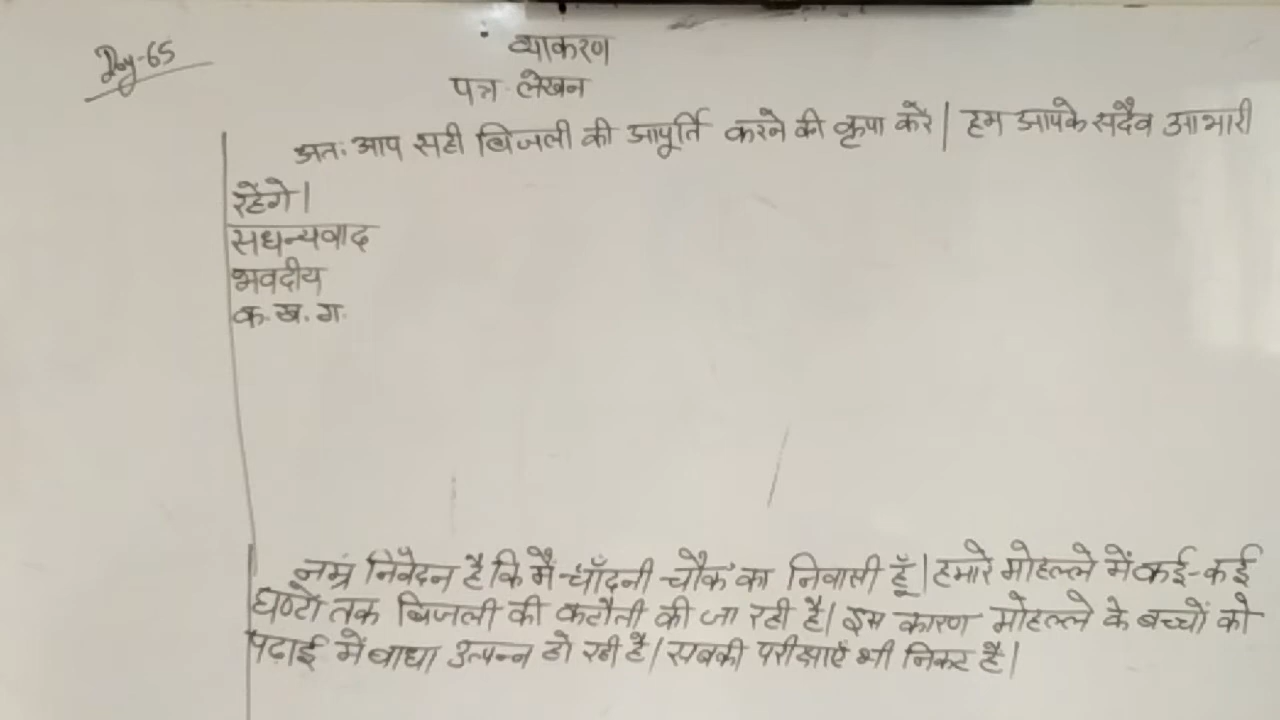 Day-65
व्याकरण
पत्र लेखन
अतः आप सही बिजली की आपूर्ति करने की कृपा करें| हम आपके सदैव आभारी
रहेंगे|
सधन्यवाद
भवदीय
क.ख.ग.
नम्र निवेदन है कि मैं चाँदनी चौक का निवासी हूँ| हमारे मोहल्ले में कई-कई
घण्टों तक बिजली की कटौती की जा रही है| इस कारण मोहल्ले के बच्चों को
पढ़ाई में बाधा उत्पन्न हो रही है| सबकी परीक्षाएँ भी निकट है|